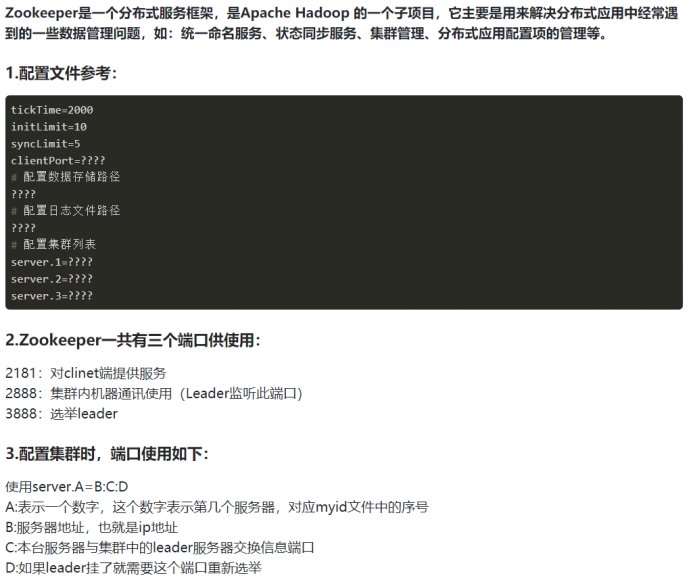 Zookeeper是一个分布式服务框架，是Apache Hadoop 的一个子项目，它主要是用来解决分布式应用中经常遇
到的一些数据管理问题，如：统一命名服务、状态同步服务、集群管理、分布式应用配置项的管理等。
1.配置文件参考：
tickTime=2000
initLimit=10
syncLimit=5
clientPort=????
# 配置数据存储路径
????
# 配置日志文件路径
????
# 配置集群列表
server.1=????
server.2=????
server.3=????
2.Zookeeper一共有三个端口供使用：
2181：对clinet端提供服务
2888：集群内机器通讯使用（Leader监听此端口）
3888：选举leader
3.配置集群时，端口使用如下：
使用server.A=B:C:D
A:表示一个数字，这个数字表示第几个服务器，对应myid文件中的序号
B:服务器地址，也就是ip地址
C:本台服务器与集群中的leader服务器交换信息端口
D:如果leader挂了就需要这个端口重新选举